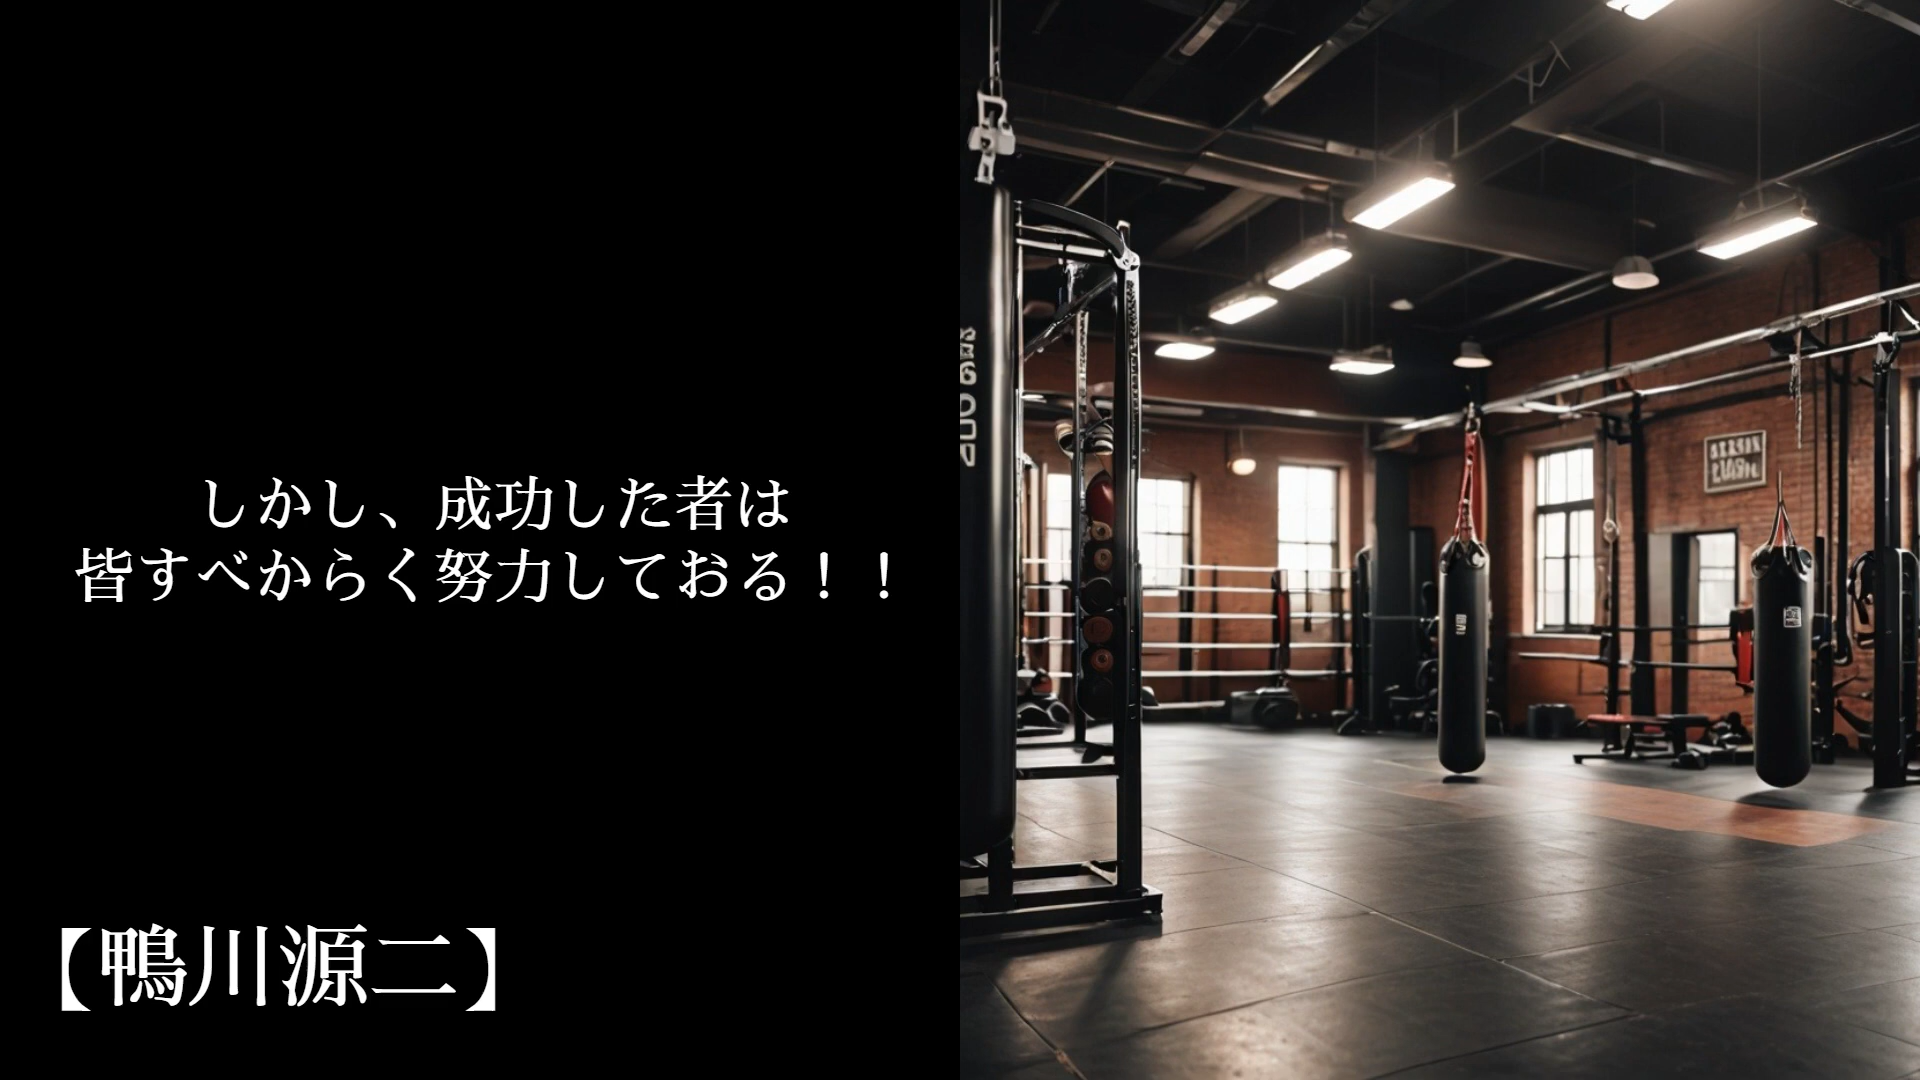 しかし、成功した者は
皆すべからく努力しておる！！
【鴨川源二】